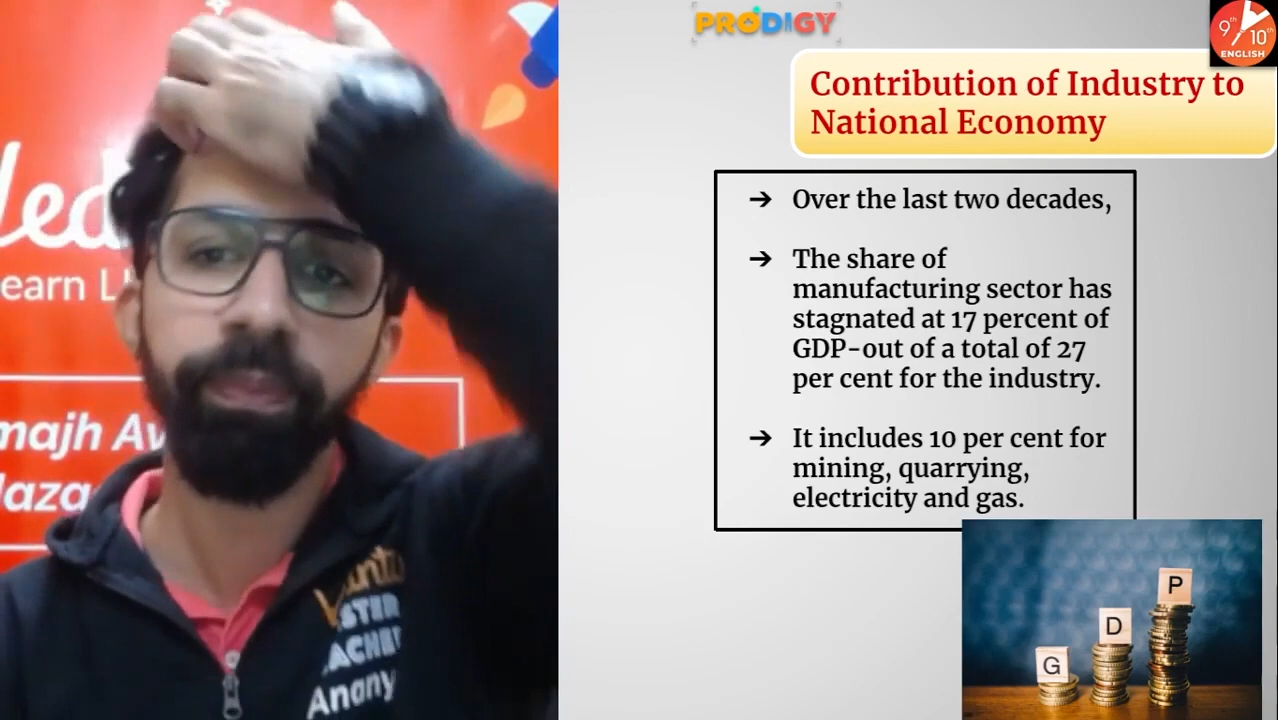 PRODIGY
9th
10th
ENGLISH
Contribution of Industry to
National Economy
➔ Over the last two decades,
➔ The share of
manufacturing sector has
stagnated at 17 percent of
GDP-out of a total of 27
per cent for the industry.
➔ It includes 10 per cent for
mining, quarrying,
electricity and gas.
G
D
P